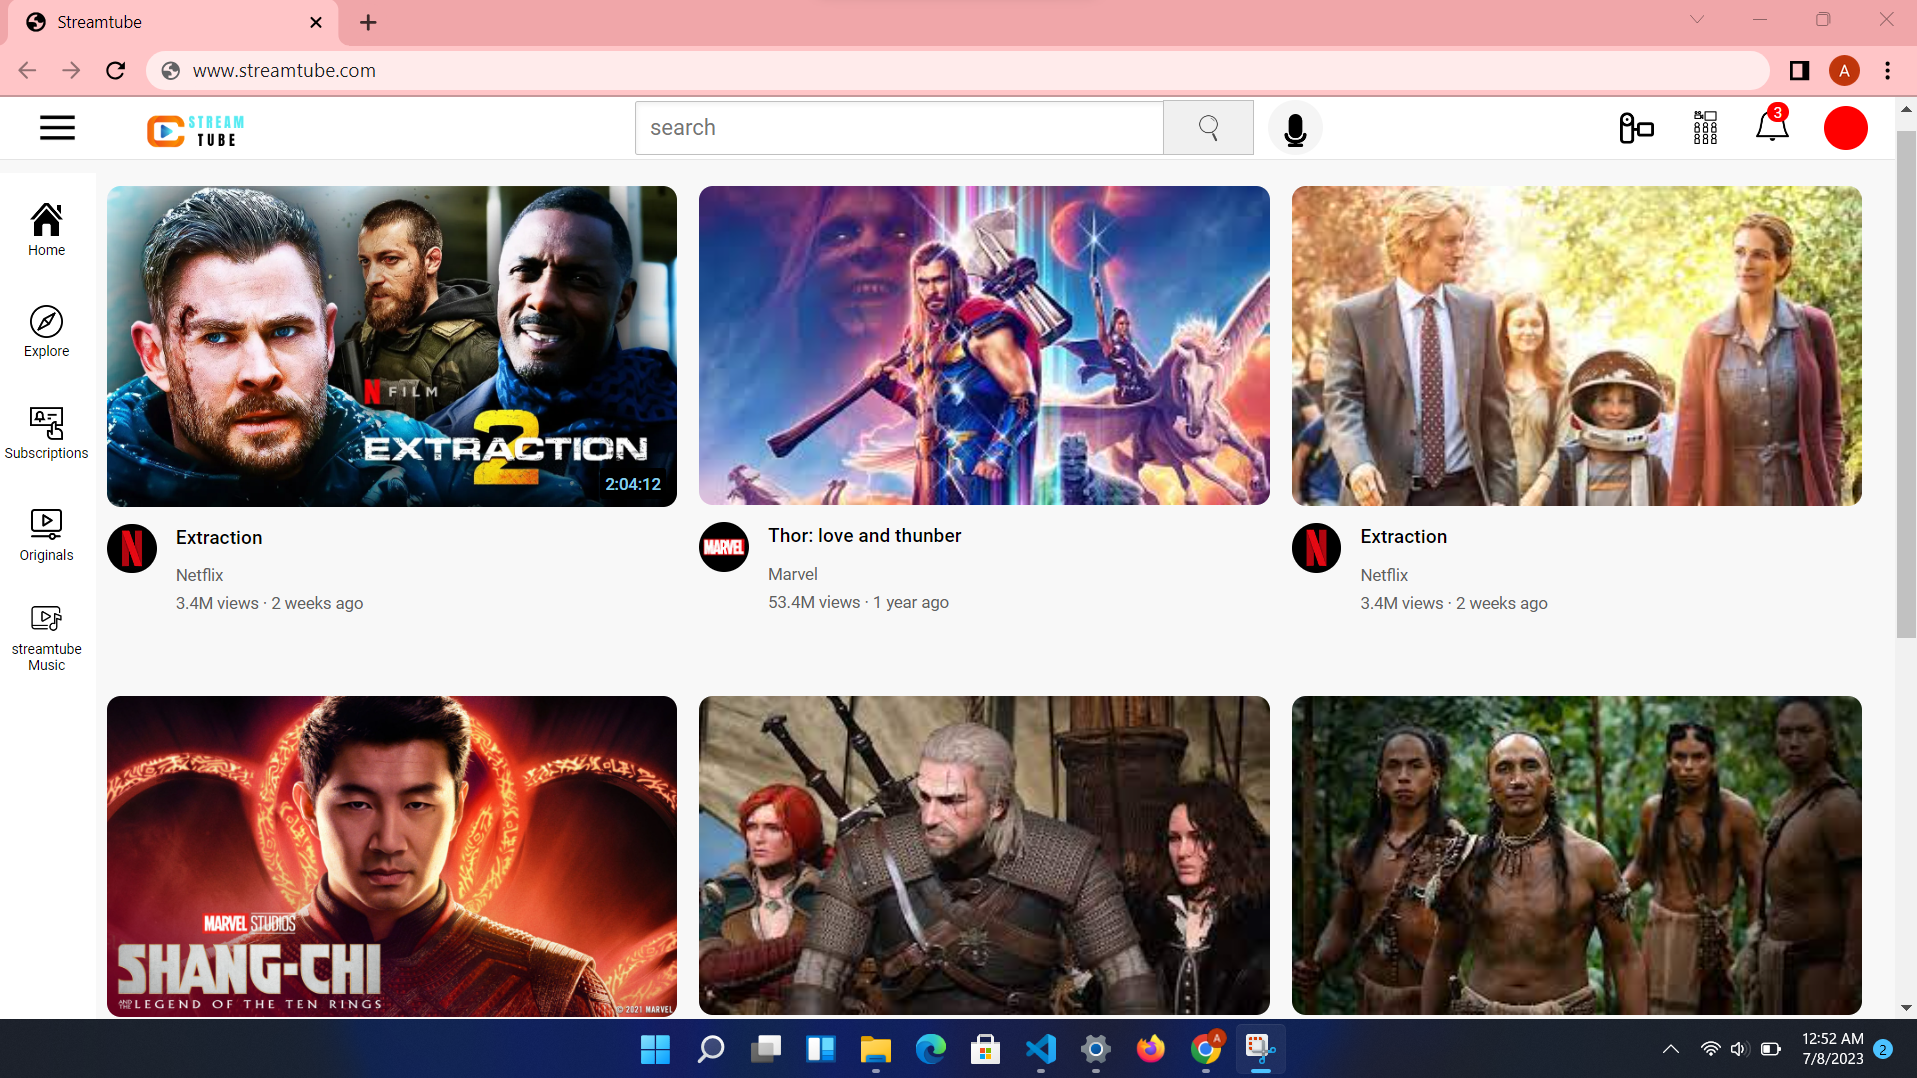 Streamtube
www.streamtube.com
A
STREAM
TUBE
search
3
Home
Explore
Subscriptions
Originals
streamtube
Music
N FILM
EXTRACTION
2
2:04:12
N
Extraction
Netflix
3.4M views · 2 weeks ago
MARVEL
Thor: love and thunber
Marvel
53.4M views · 1 year ago
N
Extraction
Netflix
3.4M views · 2 weeks ago
MARVEL STUDIOS
SHANG-CHI
AND THE LEGEND OF THE TEN RINGS
© 2021 MARVEL
A
12:52 AM
7/8/2023
2